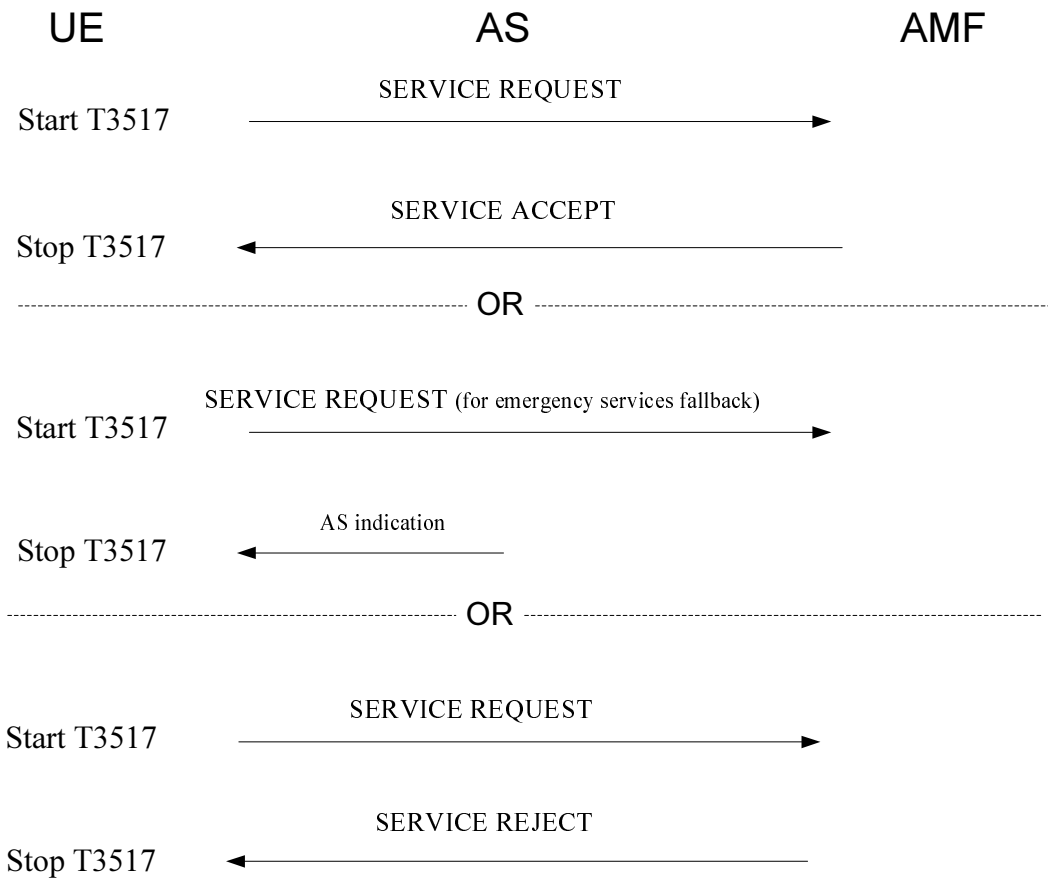 UE AS AMF
SERVICE REQUEST
Start T3517
SERVICE ACCEPT
Stop T3517
OR
SERVICE REQUEST (for emergency services fallback)
Start T3517
AS indication
Stop T3517
OR
SERVICE REQUEST
Start T3517
SERVICE REJECT
Stop T3517